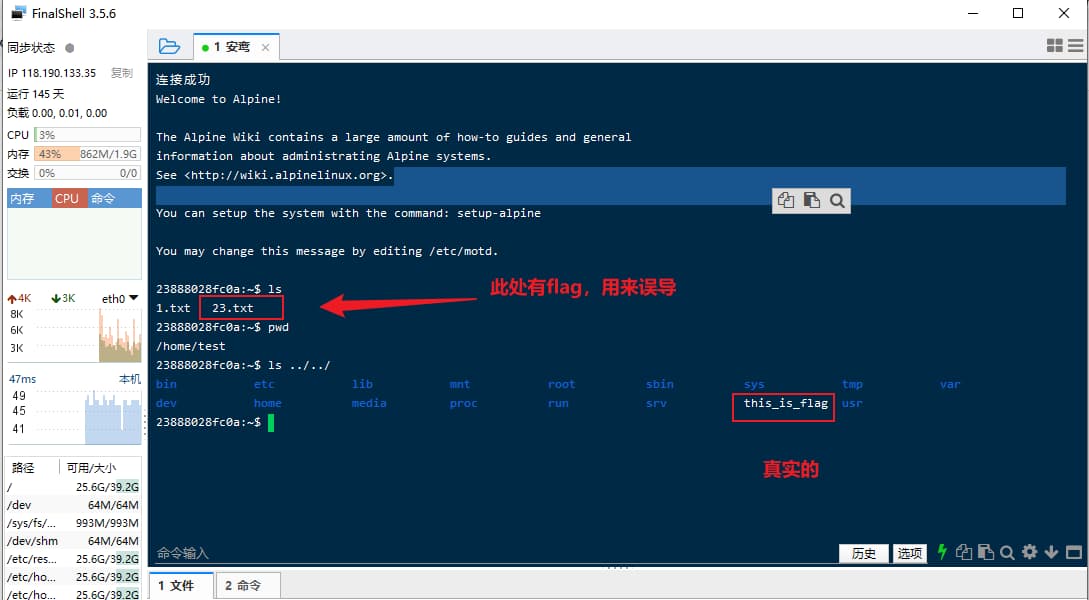 FinalShell 3.5.6
同步状态
IP 118.190.133.35 复制
运行 145 天
负载 0.00, 0.01, 0.00
CPU 3%
内存 43% 862M/1.9G
交换 0% 0/0
内存 CPU 命令
4K 3K eth0
8K
6K
3K
47ms 本机
49
45
41
路径 可用/大小
/ 25.6G/39.2G
/dev 64M/64M
/sys/fs/... 993M/993M
/dev/shm 64M/64M
/etc/res... 25.6G/39.2G
/etc/ho... 25.6G/39.2G
/etc/ho... 25.6G/39.2G
1 安鸾
连接成功
Welcome to Alpine!
The Alpine Wiki contains a large amount of how-to guides and general
information about administrating Alpine systems.
See <http://wiki.alpinelinux.org>.
You can setup the system with the command: setup-alpine
You may change this message by editing /etc/motd.
23888028fc0a:~$ ls
1.txt 23.txt
此处有flag，用来误导
23888028fc0a:~$ pwd
/home/test
23888028fc0a:~$ ls ../../
bin etc lib mnt root sbin sys tmp var
dev home media proc run srv this_is_flag usr
23888028fc0a:~$
真实的
命令输入
历史 选项
1 文件 2 命令